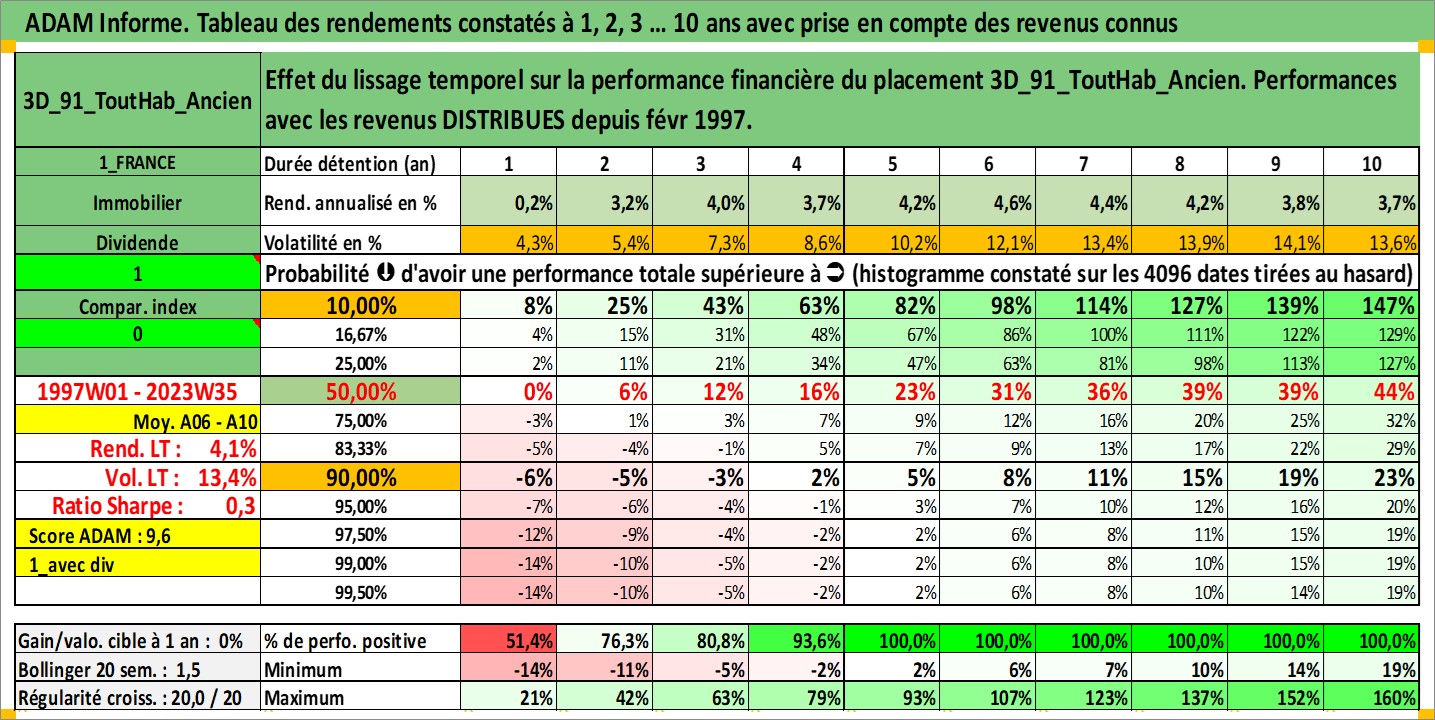 ADAM Informe. Tableau des rendements constatés à 1, 2, 3 ... 10 ans avec prise en compte des revenus connus
3D_91_ToutHab_Ancien
Effet du lissage temporel sur la performance financière du placement 3D_91_ToutHab_Ancien. Performances
avec les revenus DISTRIBUES depuis févr 1997.
1_FRANCE Durée détention (an) 1 2 3 4 5 6 7 8 9 10
Immobilier Rend. annualisé en % 0,2% 3,2% 4,0% 3,7% 4,2% 4,6% 4,4% 4,2% 3,8% 3,7%
Dividende Volatilité en % 4,3% 5,4% 7,3% 8,6% 10,2% 12,1% 13,4% 13,9% 14,1% 13,6%
1 Probabilité ⬇ d'avoir une performance totale supérieure à ➲ (histogramme constaté sur les 4096 dates tirées au hasard)
Compar. index 10,00% 8% 25% 43% 63% 82% 98% 114% 127% 139% 147%
0 16,67% 4% 15% 31% 48% 67% 86% 100% 111% 122% 129%
25,00% 2% 11% 21% 34% 47% 63% 81% 98% 113% 127%
1997W01 - 2023W35 50,00% 0% 6% 12% 16% 23% 31% 36% 39% 39% 44%
Moy. A06 - A10 75,00% -3% 1% 3% 7% 9% 12% 16% 20% 25% 32%
Rend. LT : 4,1% 83,33% -5% -4% -1% 5% 7% 9% 13% 17% 22% 29%
Vol. LT : 13,4% 90,00% -6% -5% -3% 2% 5% 8% 11% 15% 19% 23%
Ratio Sharpe : 0,3 95,00% -7% -6% -4% -1% 3% 7% 10% 12% 16% 20%
Score ADAM : 9,6 97,50% -12% -9% -4% -2% 2% 6% 8% 11% 15% 19%
1_avec div 99,00% -14% -10% -5% -2% 2% 6% 8% 10% 15% 19%
99,50% -14% -10% -5% -2% 2% 6% 8% 10% 14% 19%
Gain/valo. cible à 1 an : 0% % de perfo. positive 51,4% 76,3% 80,8% 93,6% 100,0% 100,0% 100,0% 100,0% 100,0% 100,0%
Bollinger 20 sem. : 1,5 Minimum -14% -11% -5% -2% 2% 6% 7% 10% 14% 19%
Régularité croiss. : 20,0 / 20 Maximum 21% 42% 63% 79% 93% 107% 123% 137% 152% 160%